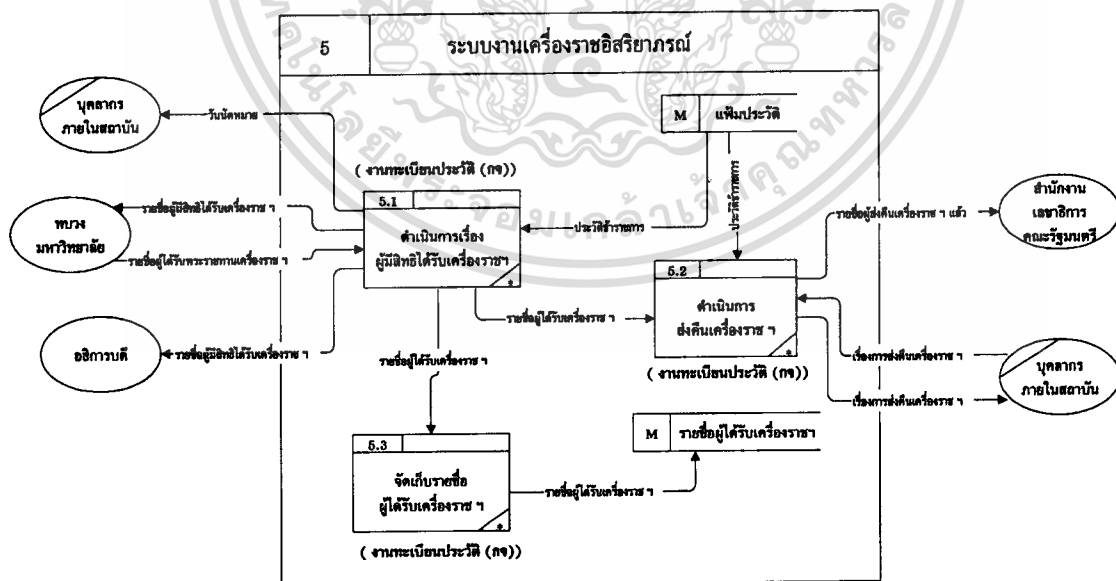 5
ระบบงานเครื่องราชอิสริยาภรณ์
บุคลากร
ภายในสถาบัน
วันนัดหมาย
M
แฟ้มประวัติ
( งานทะเบียนประวัติ (กจ))
5.1
ดำเนินการเรื่อง
ผู้มีสิทธิได้รับเครื่องราชฯ
*
ประวัติข้าราชการ
ประวัติข้าราชการ
ทบวง
มหาวิทยาลัย
รายชื่อผู้มีสิทธิได้รับเครื่องราช ฯ
รายชื่อผู้ได้รับพระราชทานเครื่องราช ฯ
รายชื่อผู้ส่งคืนเครื่องราช ฯ แล้ว
สำนักงาน
เลขาธิการ
คณะรัฐมนตรี
5.2
ดำเนินการ
ส่งคืนเครื่องราช ฯ
*
( งานทะเบียนประวัติ (กจ))
รายชื่อผู้ได้รับเครื่องราช ฯ
อธิการบดี
รายชื่อผู้มีสิทธิได้รับเครื่องราช ฯ
รายชื่อผู้ได้รับเครื่องราช ฯ
เรื่องการส่งคืนเครื่องราช ฯ
เรื่องการส่งคืนเครื่องราช ฯ
บุคลากร
ภายในสถาบัน
M
รายชื่อผู้ได้รับเครื่องราชฯ
5.3
จัดเก็บรายชื่อ
ผู้ได้รับเครื่องราช ฯ
*
รายชื่อผู้ได้รับเครื่องราช ฯ
( งานทะเบียนประวัติ (กจ))